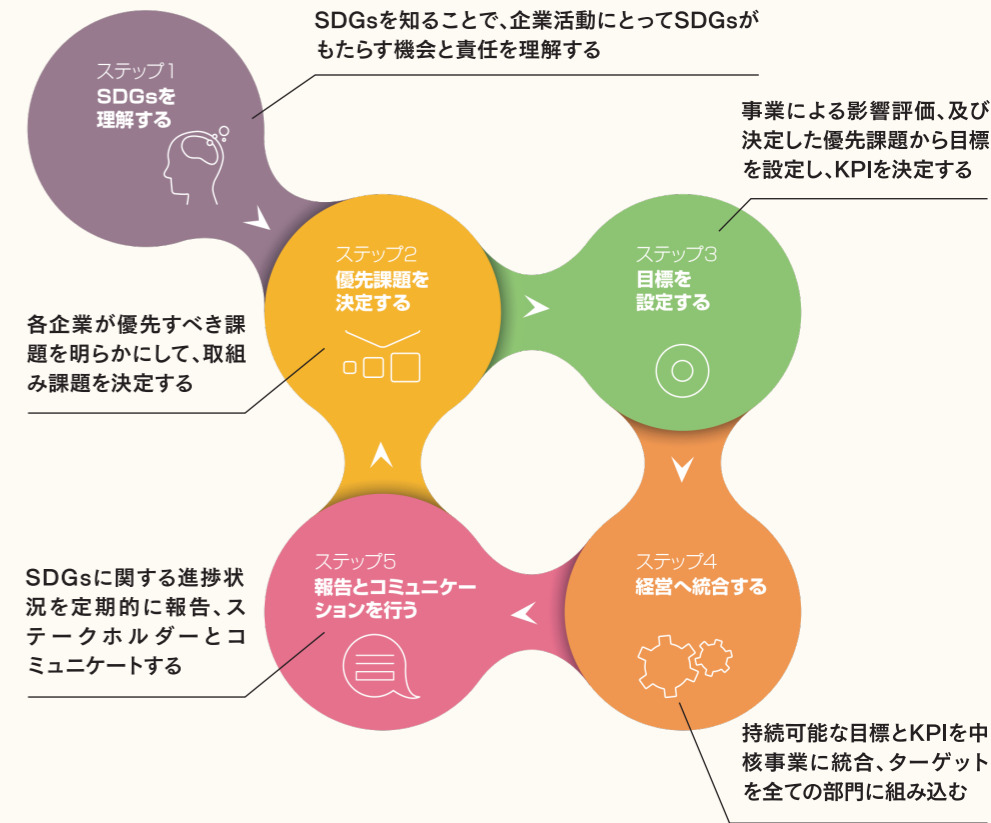 SDGsを知ることで、企業活動にとってSDGsが
もたらす機会と責任を理解する
ステップ1
SDGsを
理解する
事業による影響評価、及び
決定した優先課題から目標
を設定し、KPIを決定する
ステップ2
優先課題を
決定する
ステップ3
目標を
設定する
各企業が優先すべき課
題を明らかにして、取組
み課題を決定する
ステップ5
報告とコミュニケー
ションを行う
ステップ4
経営へ統合する
SDGsに関する進捗状
況を定期的に報告、ス
テークホルダーとコ
ミュニケートする
持続可能な目標とKPIを中
核事業に統合、ターゲット
を全ての部門に組み込む